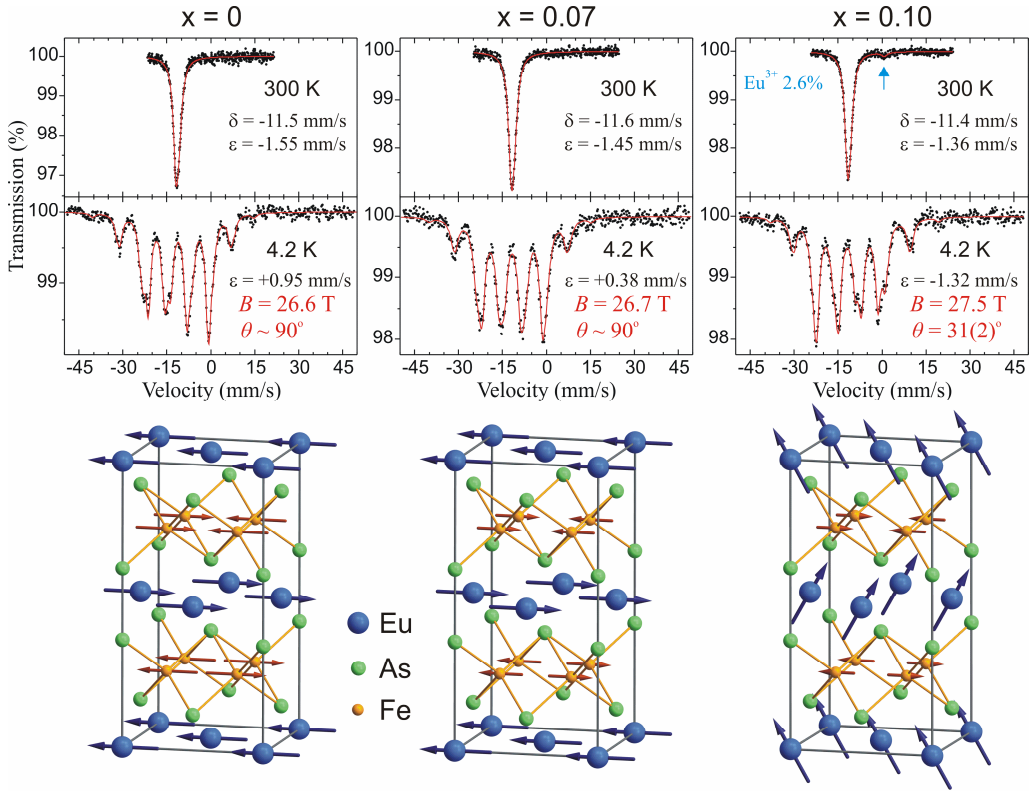 x = 0
x = 0.07
x = 0.10
Transmission (%)
100
99
98
97
300 K
δ = -11.5 mm/s
ε = -1.55 mm/s
100
99
98
300 K
δ = -11.6 mm/s
ε = -1.45 mm/s
100
99
98
Eu³⁺ 2.6%
300 K
δ = -11.4 mm/s
ε = -1.36 mm/s
100
99
4.2 K
ε = +0.95 mm/s
B = 26.6 T
θ ~ 90°
100
99
98
4.2 K
ε = +0.38 mm/s
B = 26.7 T
θ ~ 90°
100
99
98
4.2 K
ε = -1.32 mm/s
B = 27.5 T
θ = 31(2)°
-45 -30 -15 0 15 30 45
-45 -30 -15 0 15 30 45
-45 -30 -15 0 15 30 45
Velocity (mm/s)
Velocity (mm/s)
Velocity (mm/s)
Eu
As
Fe